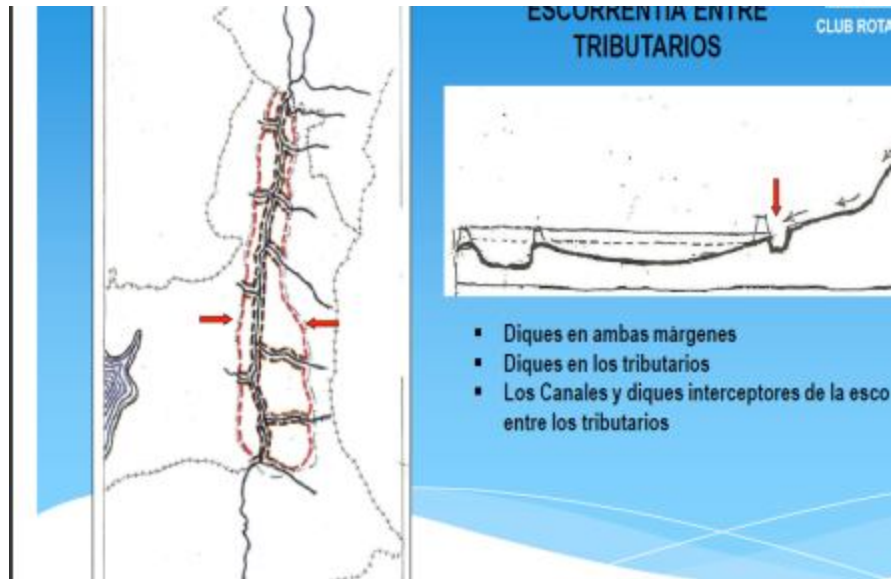 ESCORRENTIA ENTRE
TRIBUTARIOS
CLUB ROTA
▪ Diques en ambas márgenes
▪ Diques en los tributarios
▪ Los Canales y diques interceptores de la esco
entre los tributarios